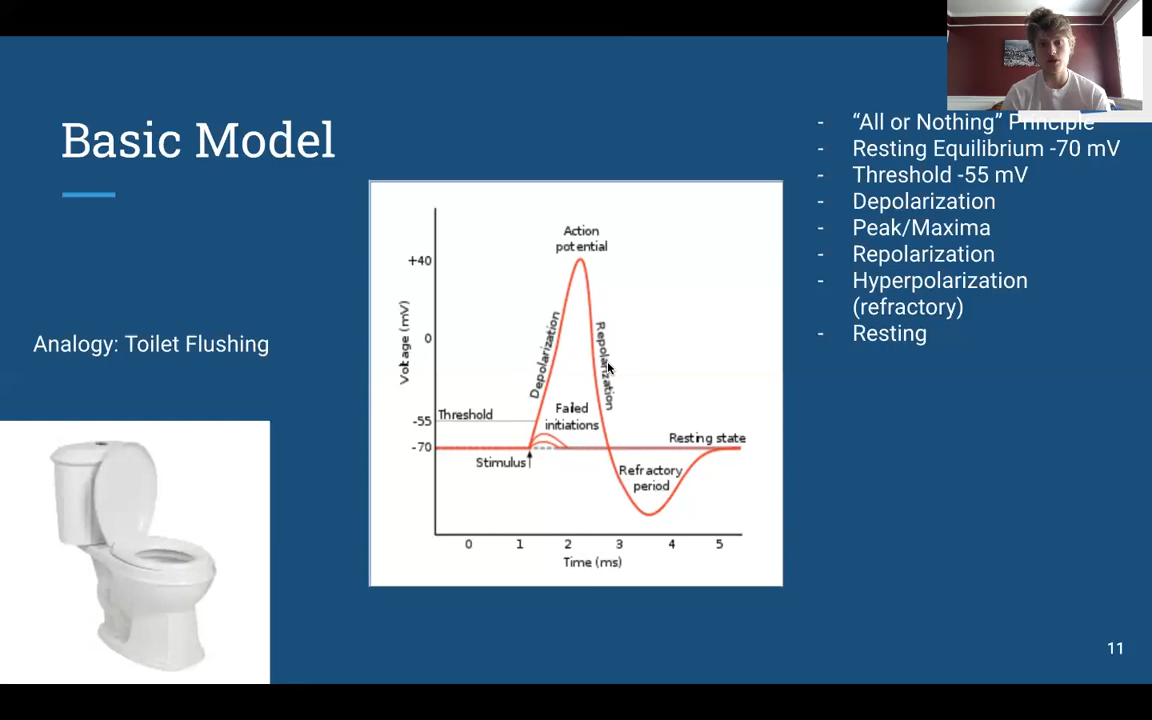 Basic Model
- “All or Nothing” Principle
- Resting Equilibrium -70 mV
- Threshold -55 mV
- Depolarization
- Peak/Maxima
- Repolarization
- Hyperpolarization
(refractory)
- Resting
Analogy: Toilet Flushing
Action
potential
+40
Voltage (mV)
0
Depolarization
Repolarization
Failed
initiations
-55
Threshold
-70
Resting state
Stimulus
Refractory
period
0 1 2 3 4 5
Time (ms)
11